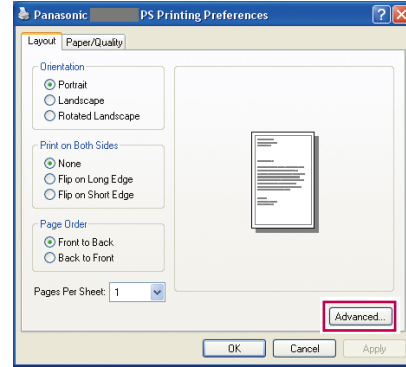 Panasonic PS Printing Preferences
Layout Paper/Quality
Orientation
Portrait
Landscape
Rotated Landscape
Print on Both Sides
None
Flip on Long Edge
Flip on Short Edge
Page Order
Front to Back
Back to Front
Pages Per Sheet: 1
Advanced...
OK Cancel Apply